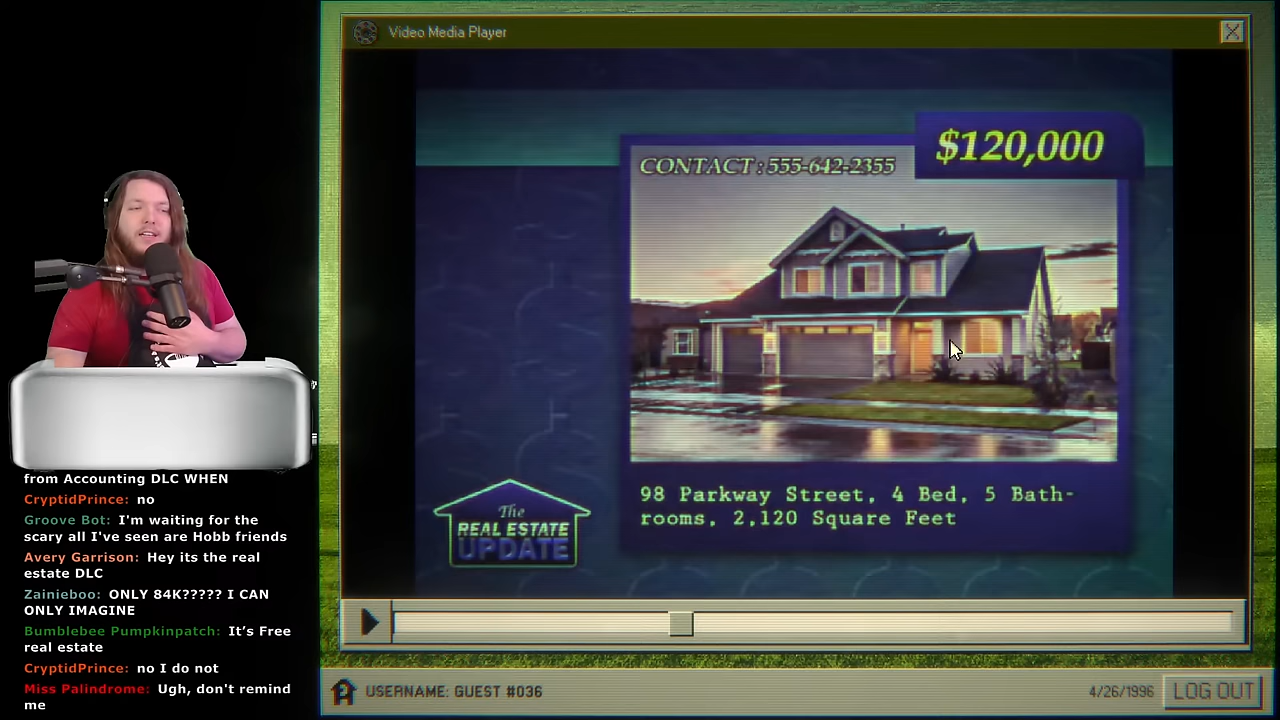 Video Media Player
$120,000
CONTACT : 555-642-2355
98 Parkway Street, 4 Bed, 5 Bath-
rooms, 2,120 Square Feet
The
REAL ESTATE
UPDATE
from Accounting DLC WHEN
CryptidPrince: no
Groove Bot: I'm waiting for the
scary all I've seen are Hobb friends
Avery Garrison: Hey its the real
estate DLC
Zainieboo: ONLY 84K????? I CAN
ONLY IMAGINE
Bumblebee Pumpkinpatch: It’s Free
real estate
CryptidPrince: no I do not
Miss Palindrome: Ugh, don't remind
me
USERNAME: GUEST #036
4/26/1996
LOG OUT